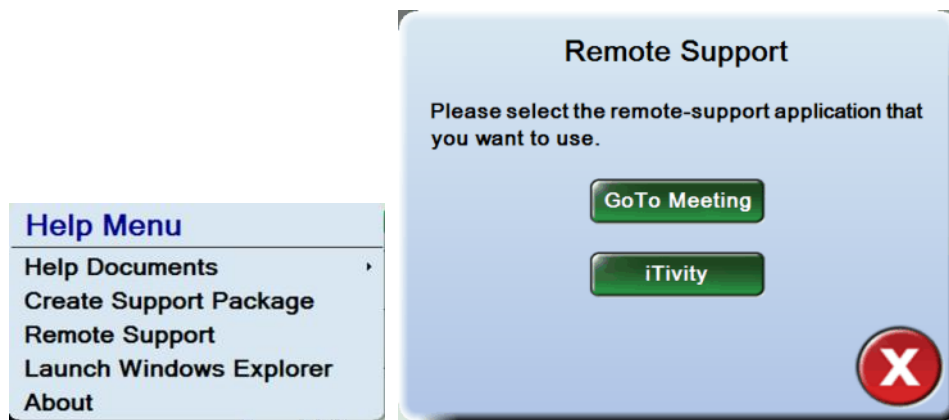 Help Menu
Help Documents
Create Support Package
Remote Support
Launch Windows Explorer
About
Remote Support
Please select the remote-support application that
you want to use.
GoTo Meeting
iTivity
X